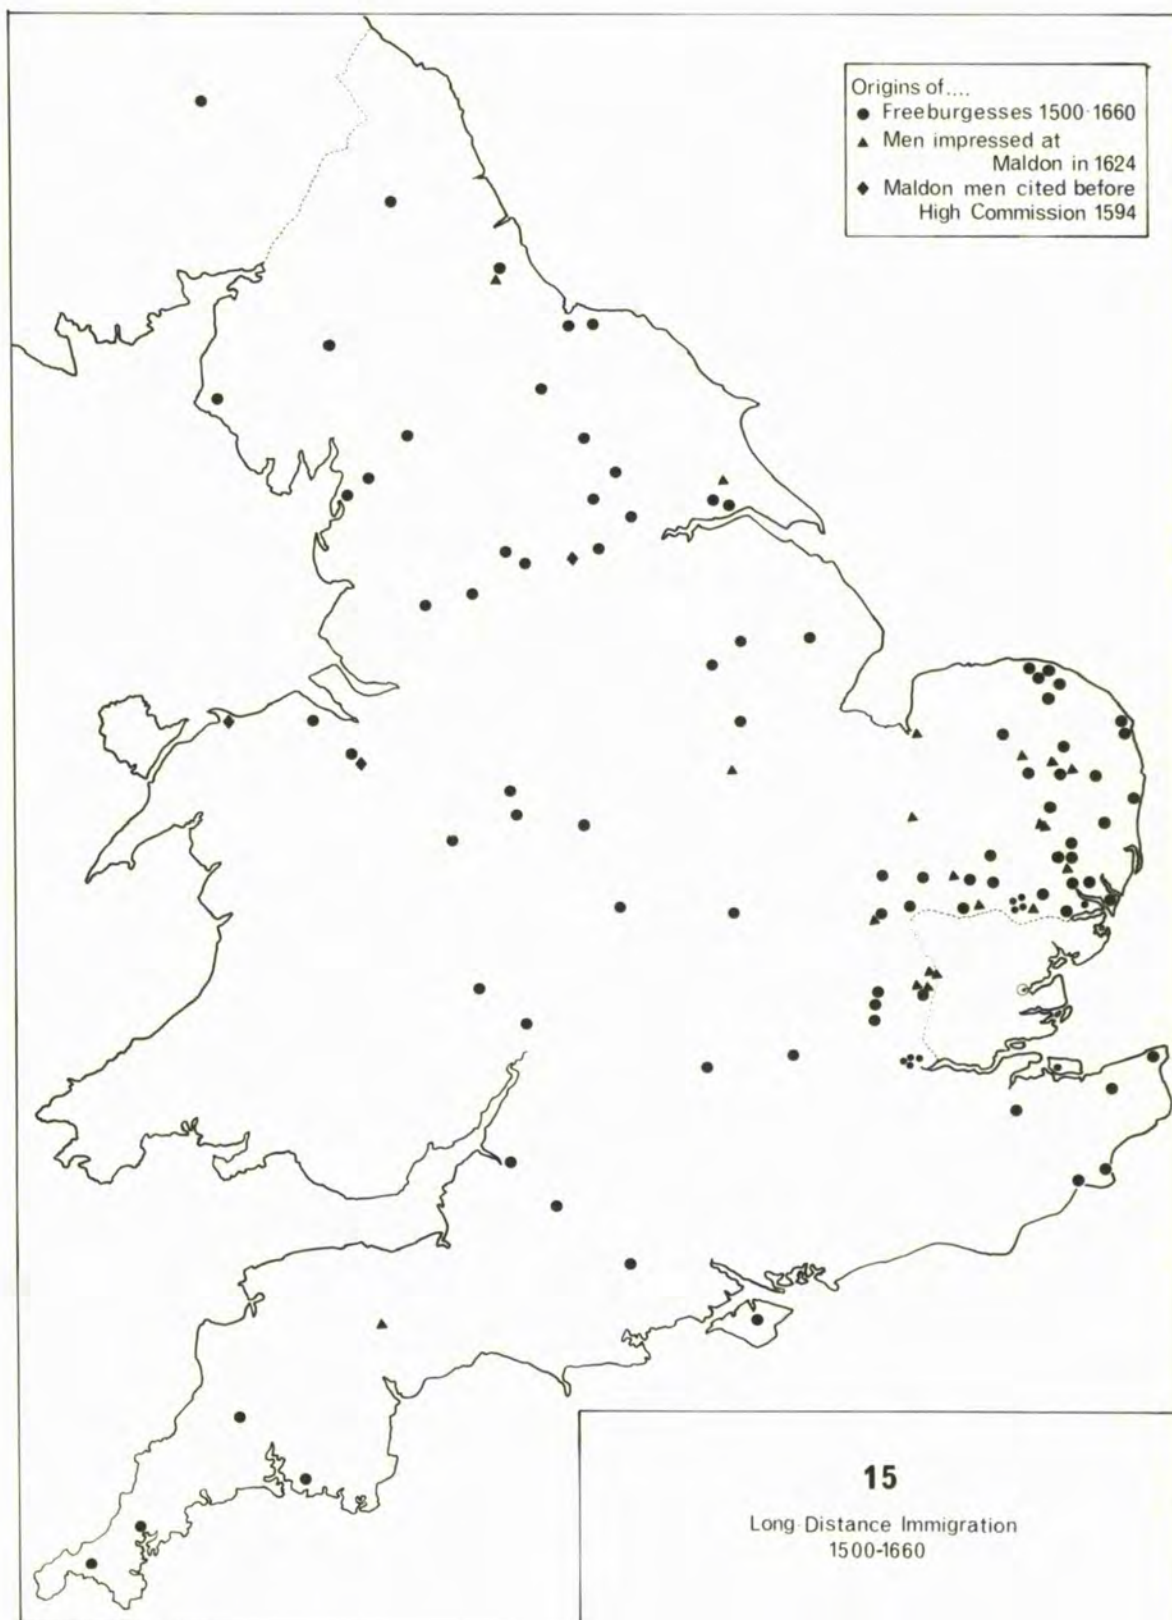 Origins of....
● Freeburgesses 1500-1660
▲ Men impressed at
Maldon in 1624
◆ Maldon men cited before
High Commission 1594
15
Long-Distance Immigration
1500-1660